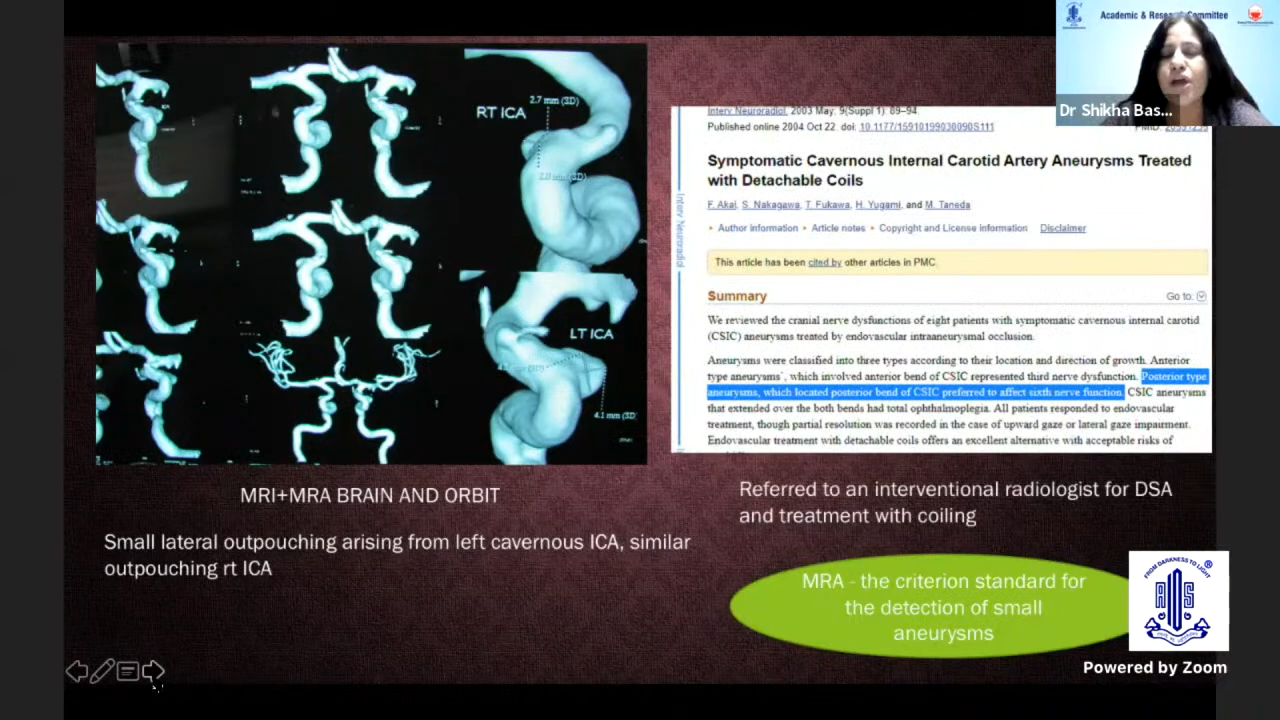 Academic & Research Committee
Dr Shikha Bas...
RT ICA
2.7 mm (3D)
LT ICA
4.1 mm (3D
MRI+MRA BRAIN AND ORBIT
Small lateral outpouching arising from left cavernous ICA, similar
outpouching rt ICA
Interv Neuroradiol. 2003 May; 9(Suppl 1): 89–94.
Published online 2004 Oct 22. doi: 10.1177/15910199030090S111
PMID:
Interv Neuroradiol
Symptomatic Cavernous Internal Carotid Artery Aneurysms Treated
with Detachable Coils
F. Akai, S. Nakagawa, T. Fukawa, H. Yugami, and M. Taneda
Author information Article notes Copyright and License information Disclaimer
This article has been cited by other articles in PMC.
Summary
Go to:
We reviewed the cranial nerve dysfunctions of eight patients with symptomatic cavernous internal carotid
(CSIC) aneurysms treated by endovascular intraaneurysmal occlusion.
Aneurysms were classified into three types according to their location and direction of growth. Anterior
type aneurysms', which involved anterior bend of CSIC represented third nerve dysfunction. Posterior type
aneurysms, which located posterior bend of CSIC preferred to affect sixth nerve function. CSIC aneurysms
that extended over the both bends had total ophthalmoplegia. All patients responded to endovascular
treatment, though partial resolution was recorded in the case of upward gaze or lateral gaze impairment.
Endovascular treatment with detachable coils offers an excellent alternative with acceptable risks of
Referred to an interventional radiologist for DSA
and treatment with coiling
MRA - the criterion standard for
the detection of small
aneurysms
FROM DARKNESS TO LIGHT
Powered by Zoom